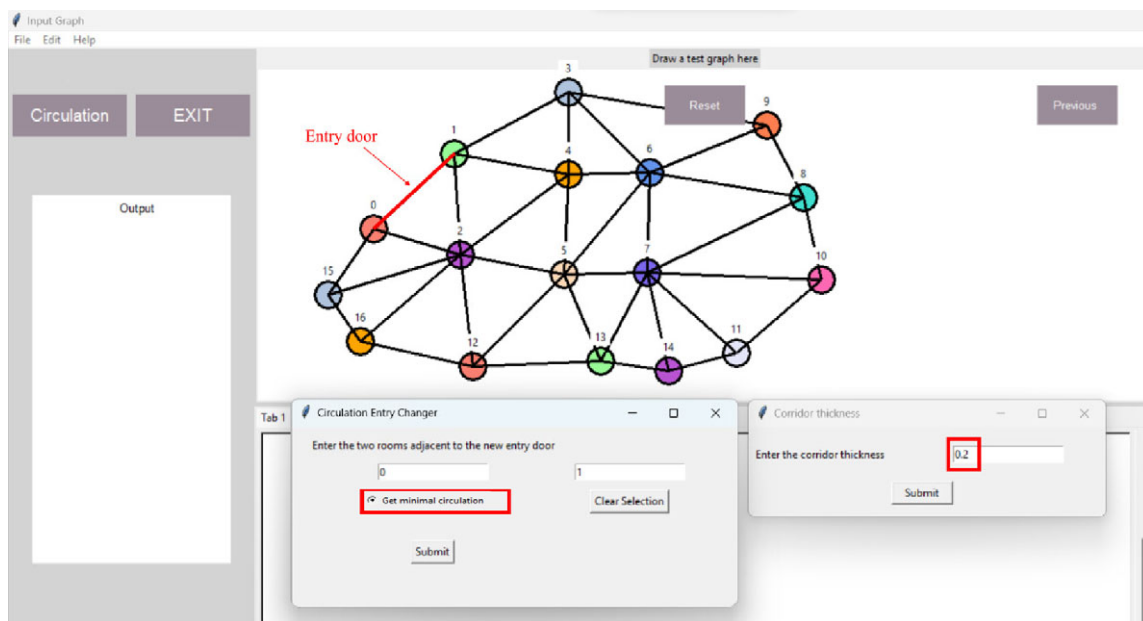 Input Graph
File Edit Help
Draw a test graph here
Circulation
EXIT
Reset
Previous
Entry door
3
9
1
4
6
8
0
2
5
7
15
10
16
12
13
14
11
Output
Tab 1
Circulation Entry Changer
Enter the two rooms adjacent to the new entry door
0
1
Get minimal circulation
Clear Selection
Submit
Corridor thickness
Enter the corridor thickness
0.2
Submit